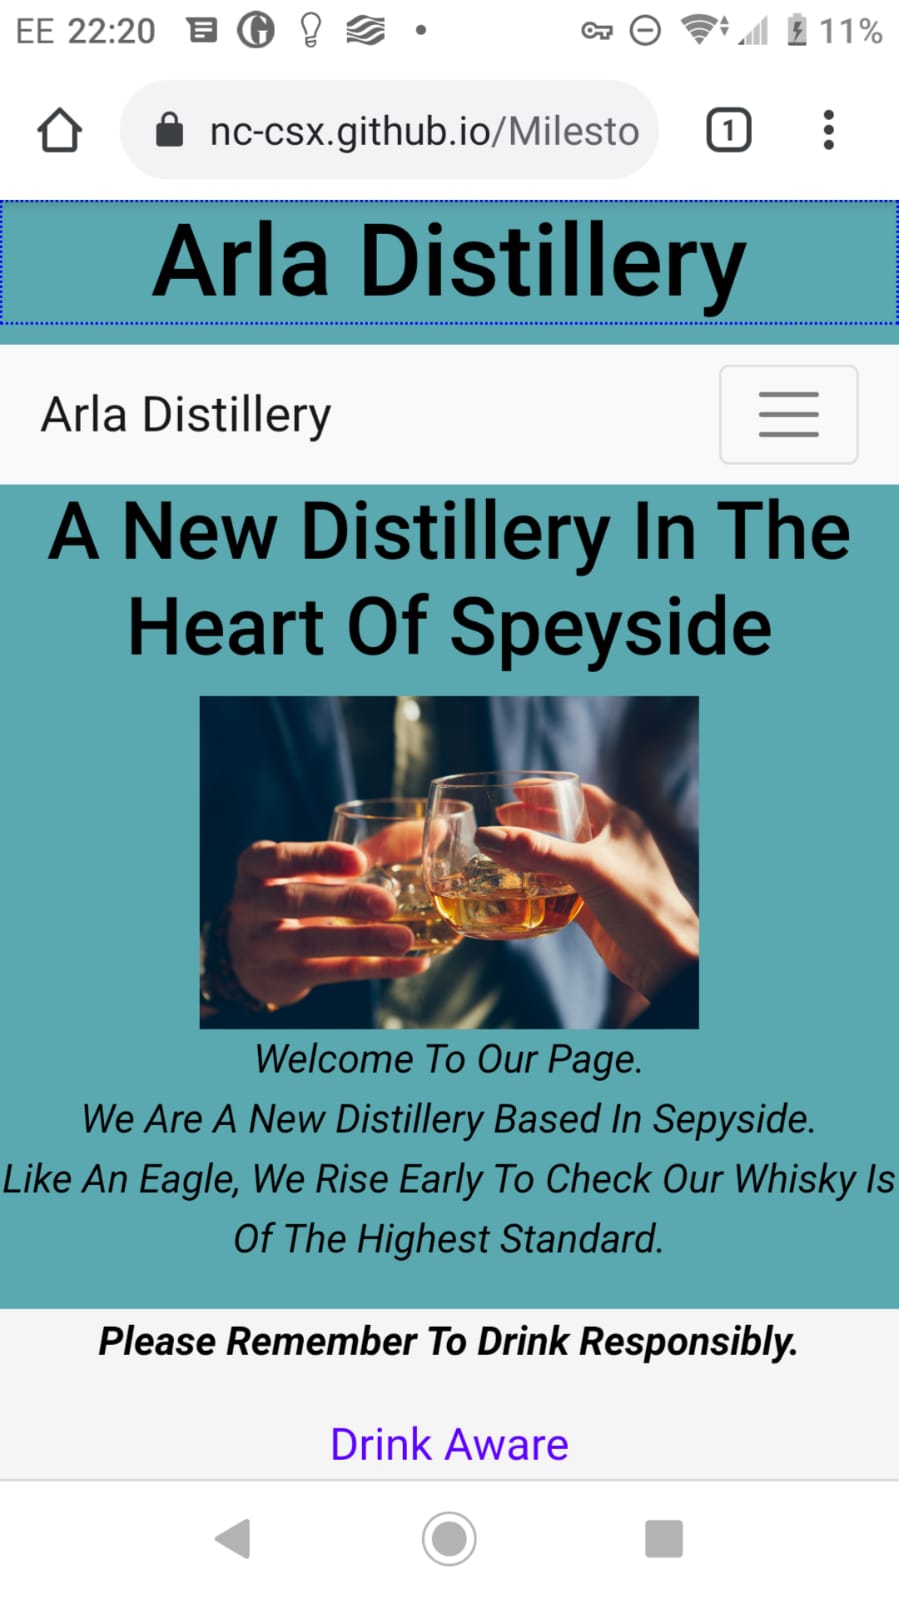 EE 22:20
11%
nc-csx.github.io/Milesto
1
Arla Distillery
Arla Distillery
A New Distillery In The
Heart Of Speyside
Welcome To Our Page.
We Are A New Distillery Based In Sepyside.
Like An Eagle, We Rise Early To Check Our Whisky Is
Of The Highest Standard.
Please Remember To Drink Responsibly.
Drink Aware